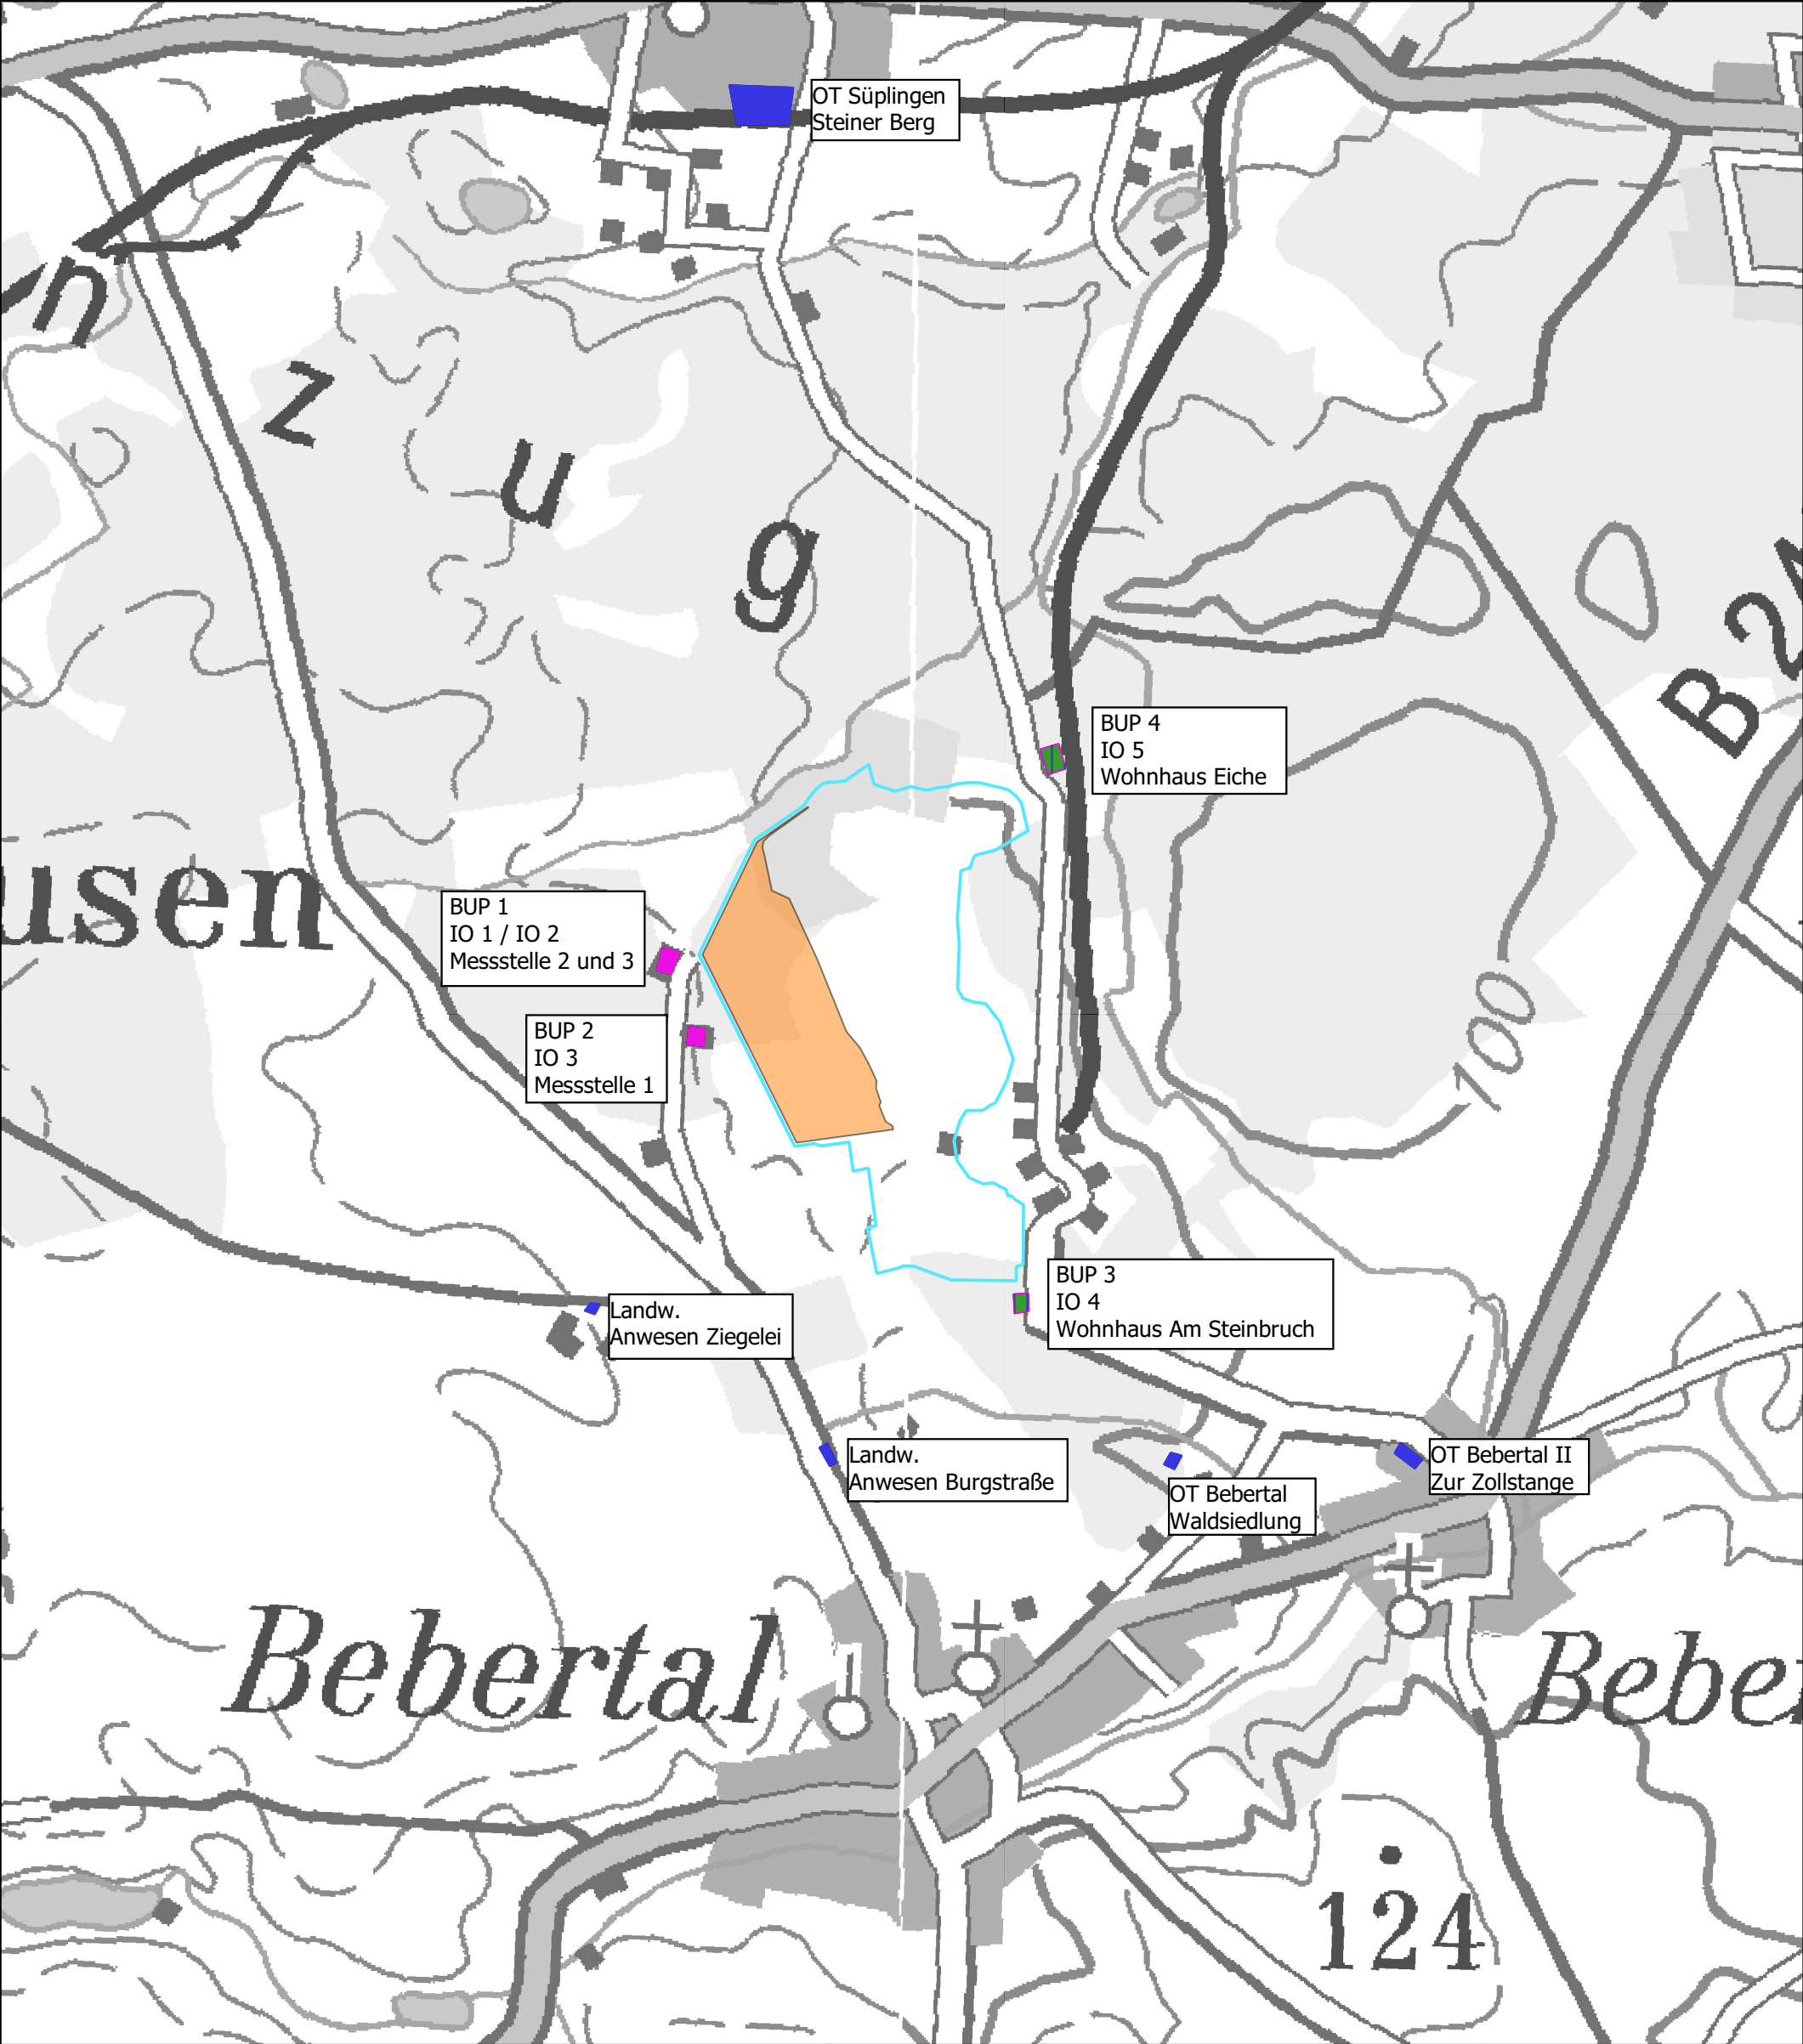 OT Süplingen
Steiner Berg
n
z
u
g
B 24
BUP 4
IO 5
Wohnhaus Eiche
usen
BUP 1
IO 1 / IO 2
Messstelle 2 und 3
BUP 2
IO 3
Messstelle 1
100
BUP 3
IO 4
Wohnhaus Am Steinbruch
Landw.
Anwesen Ziegelei
Landw.
Anwesen Burgstraße
OT Bebertal II
Zur Zollstange
OT Bebertal
Waldsiedlung
Bebertal
Beber
124